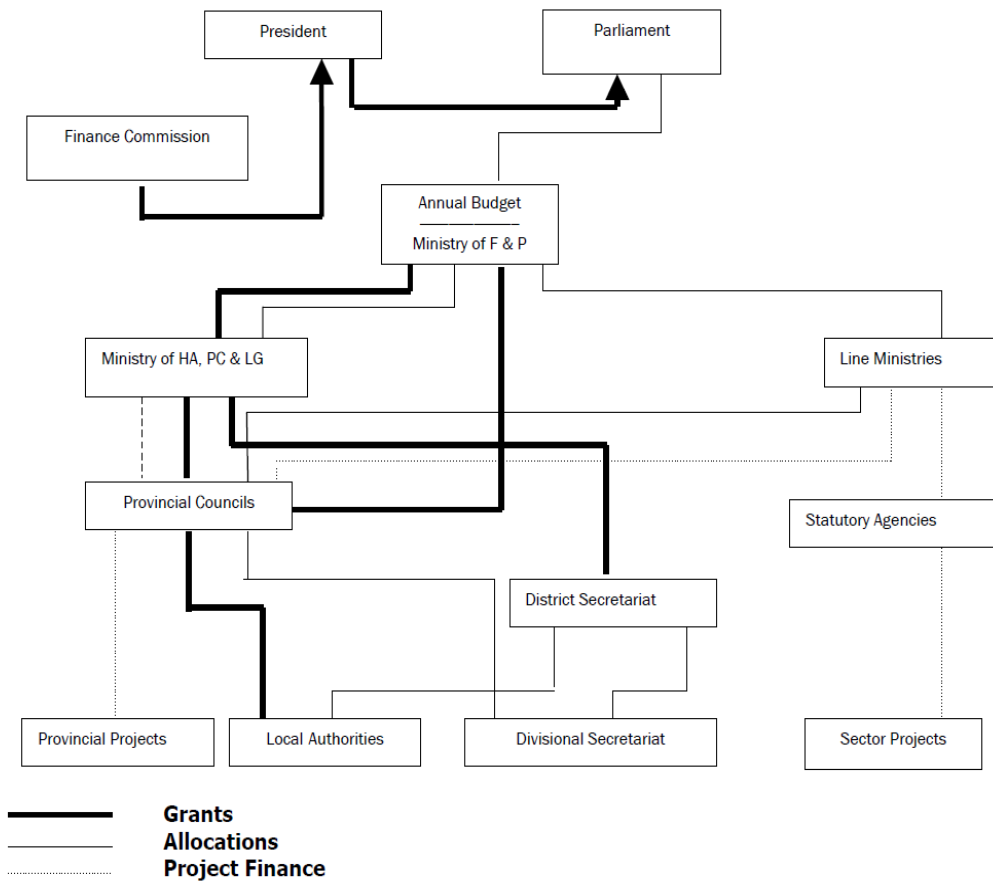 President
Parliament
Finance Commission
Annual Budget
Ministry of F & P
Ministry of HA, PC & LG
Line Ministries
Provincial Councils
Statutory Agencies
District Secretariat
Provincial Projects
Local Authorities
Divisional Secretariat
Sector Projects
Grants
Allocations
Project Finance